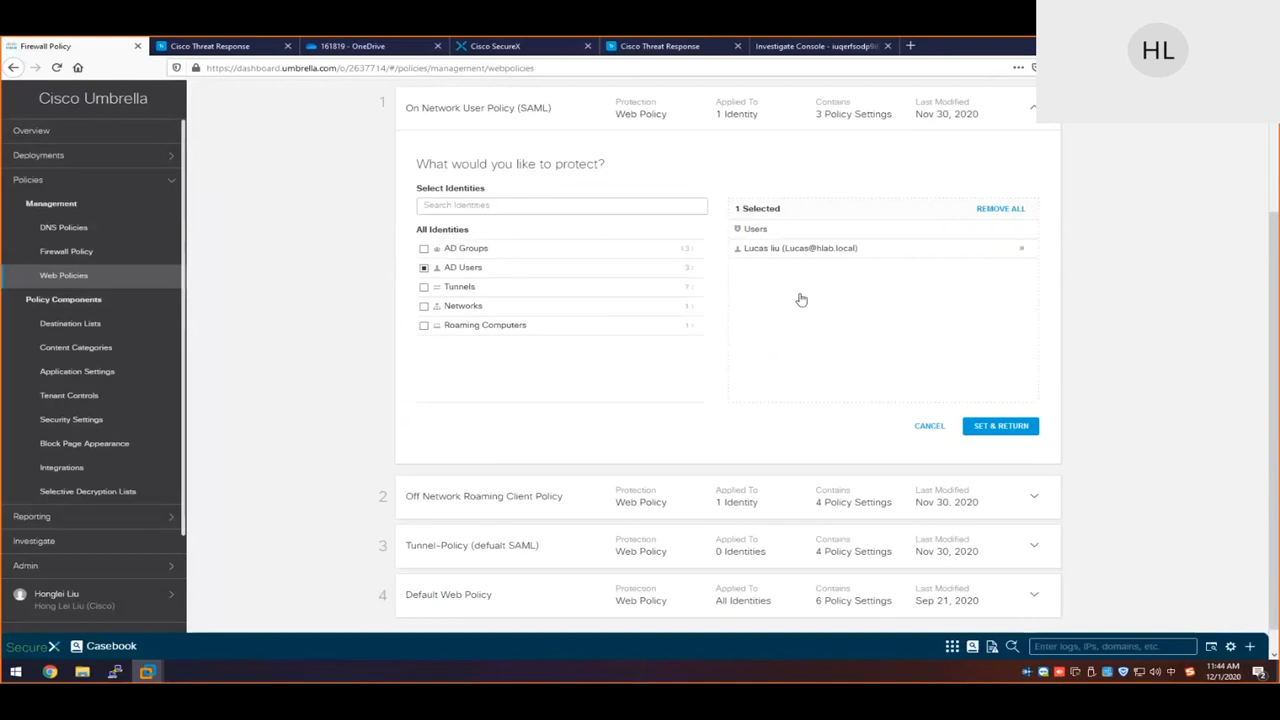 Firewall Policy
Cisco Threat Response
161819 - OneDrive
Cisco SecureX
Cisco Threat Response
Investigate Console - iuqerfsodp9i
HL
https://dashboard.umbrella.com/o/2637714/#/policies/management/webpolicies
Cisco Umbrella
Overview
Deployments
Policies
Management
DNS Policies
Firewall Policy
Web Policies
Policy Components
Destination Lists
Content Categories
Application Settings
Tenant Controls
Security Settings
Block Page Appearance
Integrations
Selective Decryption Lists
Reporting
Investigate
Admin
Honglei Liu
Hong Lei Liu (Cisco)
1 On Network User Policy (SAML) Protection Web Policy Applied To 1 Identity Contains 3 Policy Settings Last Modified Nov 30, 2020
What would you like to protect?
Select Identities
Search Identities
All Identities
AD Groups 13
AD Users 3
Tunnels 7
Networks 1
Roaming Computers 1
1 Selected REMOVE ALL
Users
Lucas liu (Lucas@hlab.local)
CANCEL SET & RETURN
2 Off Network Roaming Client Policy Protection Web Policy Applied To 1 Identity Contains 4 Policy Settings Last Modified Nov 30, 2020
3 Tunnel-Policy (defualt SAML) Protection Web Policy Applied To 0 Identities Contains 4 Policy Settings Last Modified Nov 30, 2020
4 Default Web Policy Protection Web Policy Applied To All Identities Contains 6 Policy Settings Last Modified Sep 21, 2020
SecureX Casebook
Enter logs, IPs, domains, etc.
中
11:44 AM
12/1/2020
2